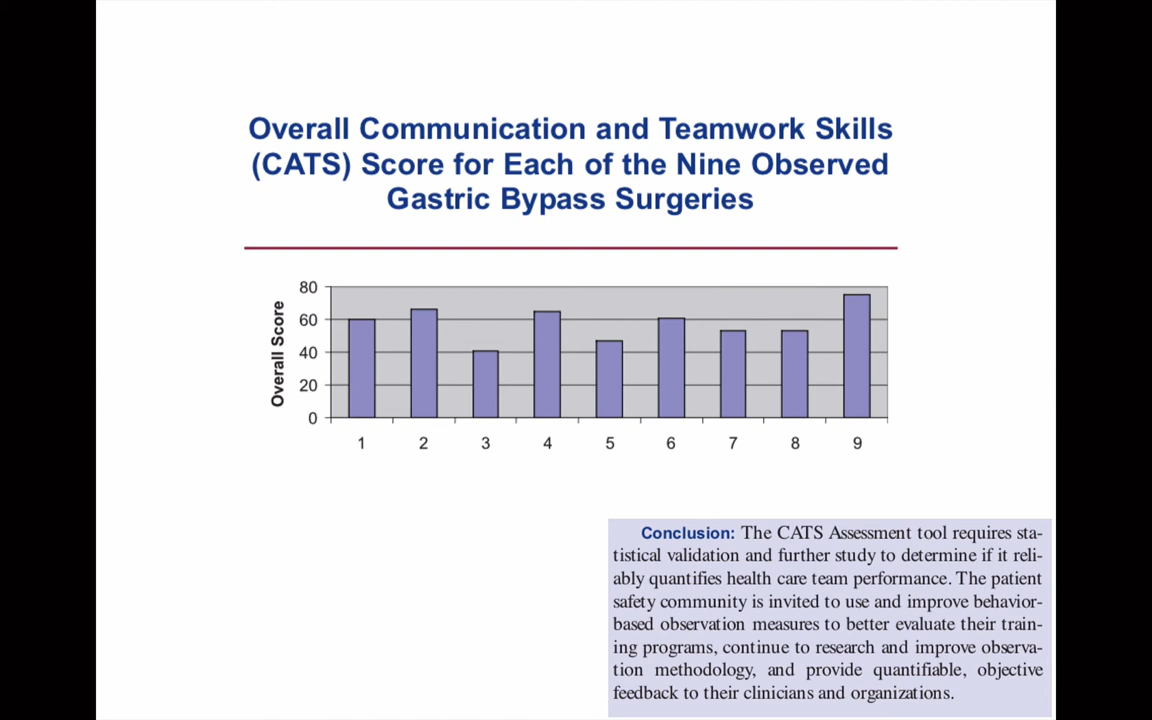 Overall Communication and Teamwork Skills
(CATS) Score for Each of the Nine Observed
Gastric Bypass Surgeries
80
60
40
20
0
Overall Score
1 2 3 4 5 6 7 8 9
Conclusion: The CATS Assessment tool requires sta-
tistical validation and further study to determine if it reli-
ably quantifies health care team performance. The patient
safety community is invited to use and improve behavior-
based observation measures to better evaluate their train-
ing programs, continue to research and improve observa-
tion methodology, and provide quantifiable, objective
feedback to their clinicians and organizations.